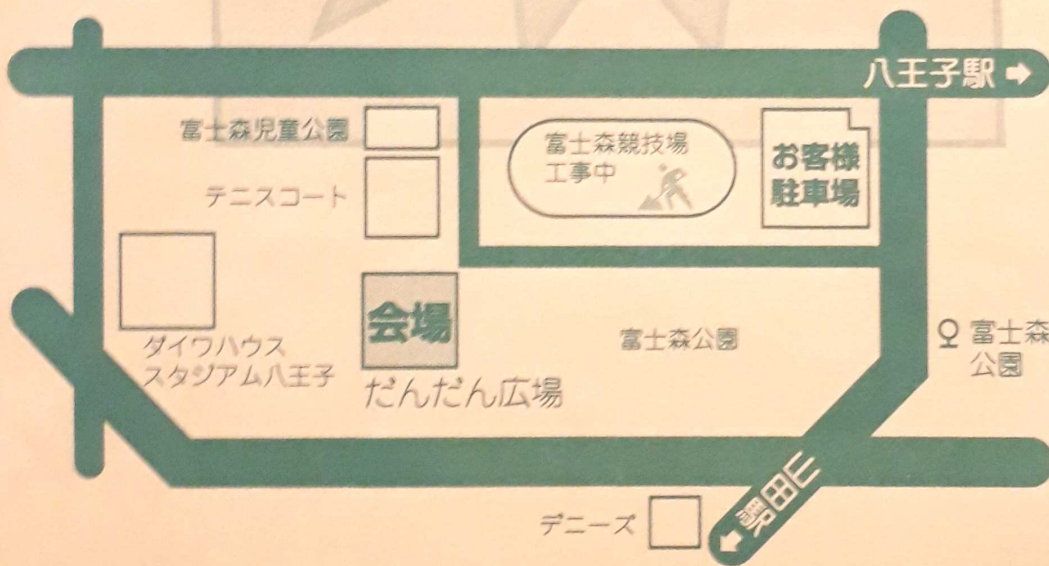 八王子駅 ➡
富士森児童公園
テニスコート
富士森競技場
工事中
お客様
駐車場
ダイワハウス
スタジアム八王子
会場
だんだん広場
富士森公園
富士森
公園
デニーズ
山田駅 ➡